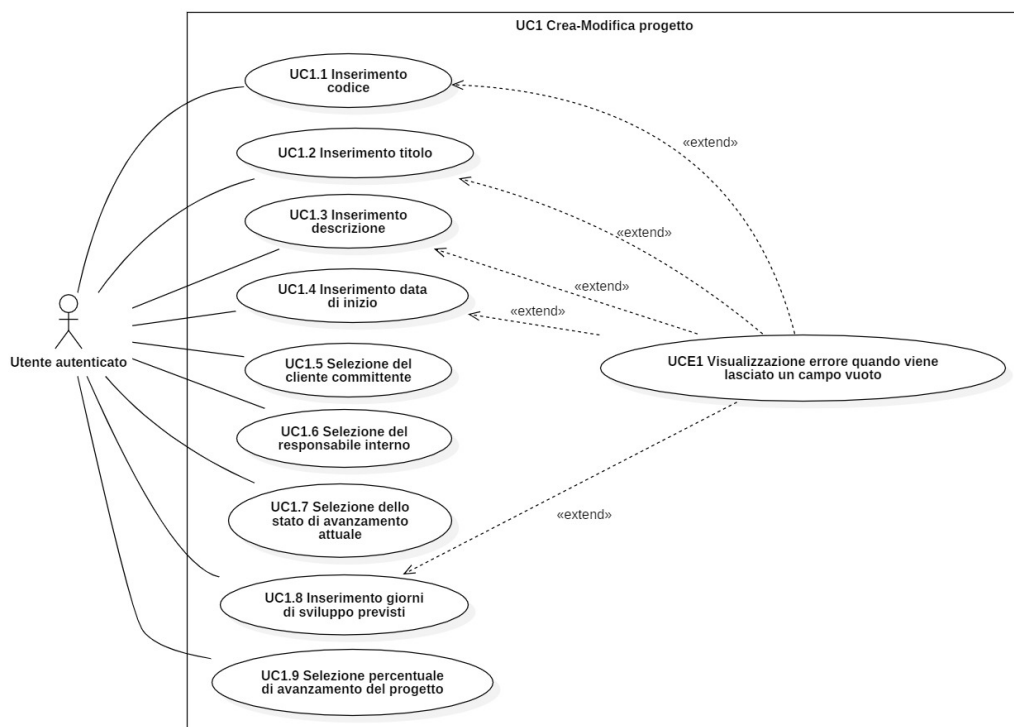 UC1 Crea-Modifica progetto
UC1.1 Inserimento
codice
«extend»
UC1.2 Inserimento titolo
UC1.3 Inserimento
descrizione
«extend»
UC1.4 Inserimento data
di inizio
«extend»
«extend»
Utente autenticato
UC1.5 Selezione del
cliente committente
UCE1 Visualizzazione errore quando viene
lasciato un campo vuoto
UC1.6 Selezione del
responsabile interno
UC1.7 Selezione dello
stato di avanzamento
attuale
«extend»
UC1.8 Inserimento giorni
di sviluppo previsti
UC1.9 Selezione percentuale
di avanzamento del progetto